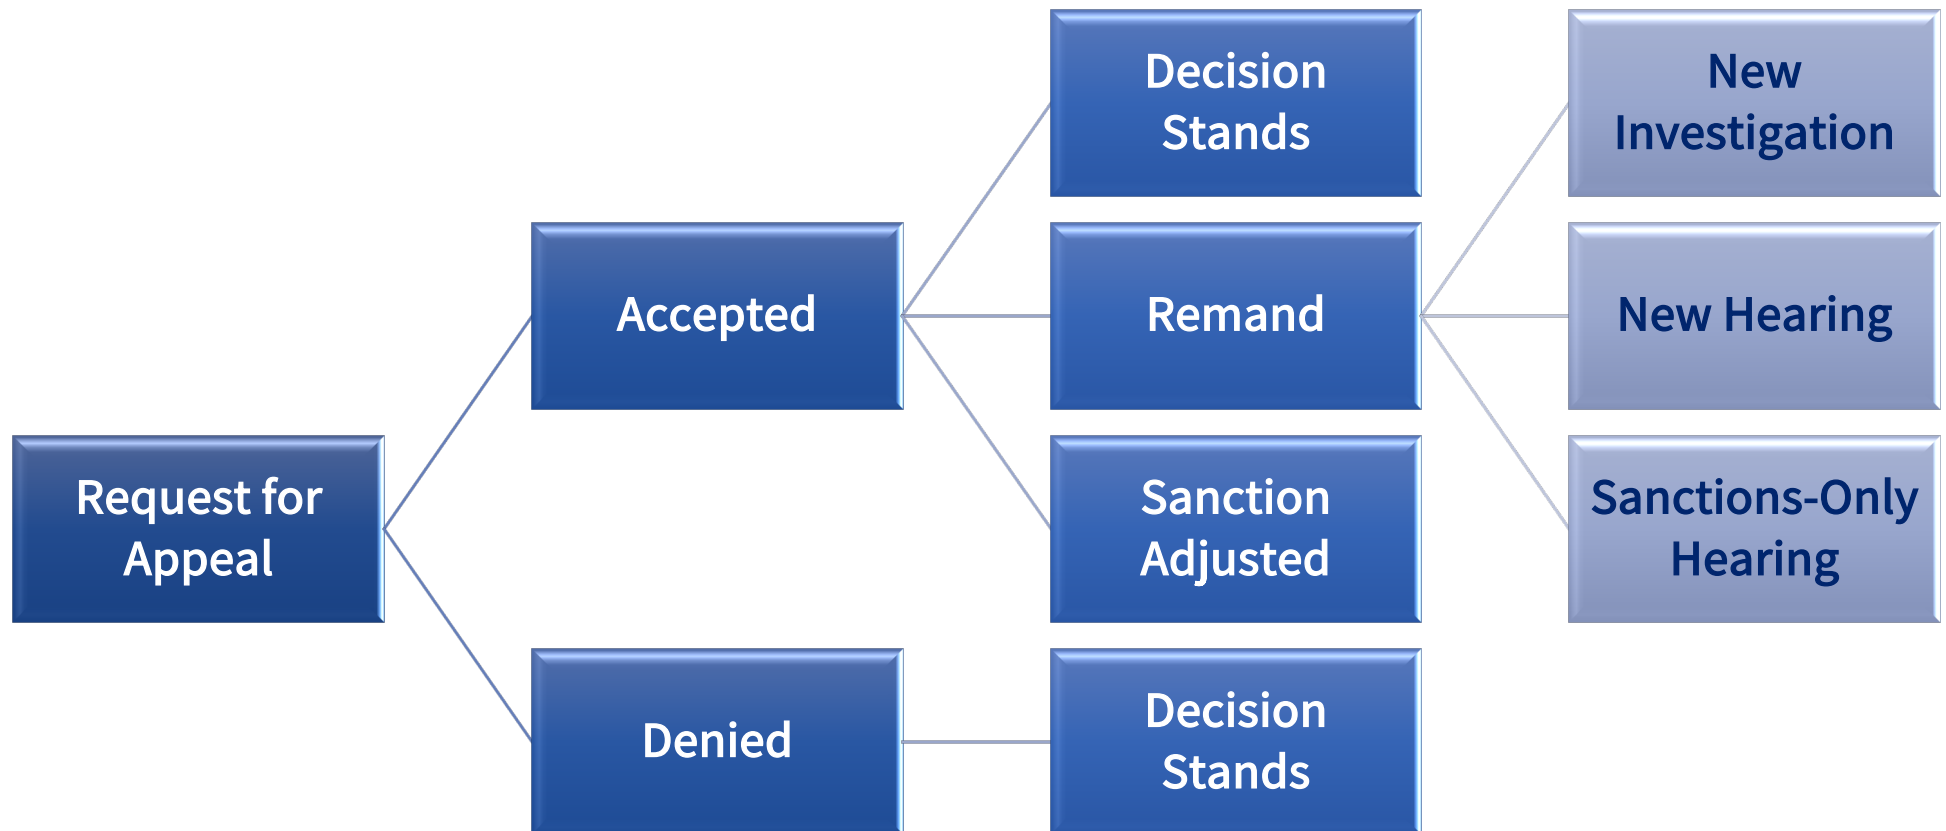 Request for
Appeal
Accepted
Denied
Decision
Stands
Remand
Sanction
Adjusted
Decision
Stands
New
Investigation
New Hearing
Sanctions-Only
Hearing